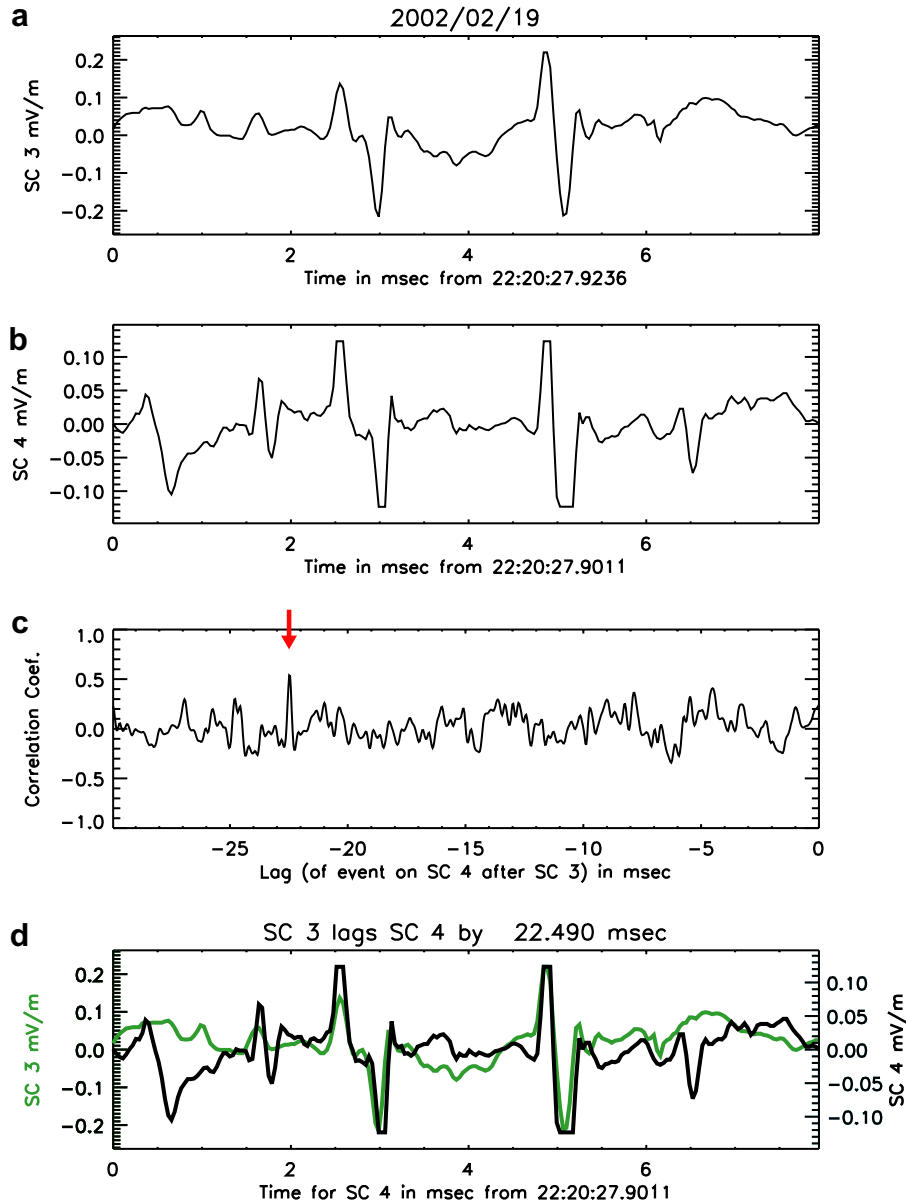 a
2002/02/19
SC 3 mV/m
0.2
0.1
0.0
−0.1
−0.2
0 2 4 6
Time in msec from 22:20:27.9236
b
SC 4 mV/m
0.10
0.05
0.00
−0.05
−0.10
0 2 4 6
Time in msec from 22:20:27.9011
c
Correlation Coef.
1.0
0.5
0.0
−0.5
−1.0
−25 −20 −15 −10 −5 0
Lag (of event on SC 4 after SC 3) in msec
d
SC 3 lags SC 4 by 22.490 msec
SC 3 mV/m
0.2
0.1
0.0
−0.1
−0.2
0.10
0.05
0.00
−0.05
−0.10
SC 4 mV/m
0 2 4 6
Time for SC 4 in msec from 22:20:27.9011